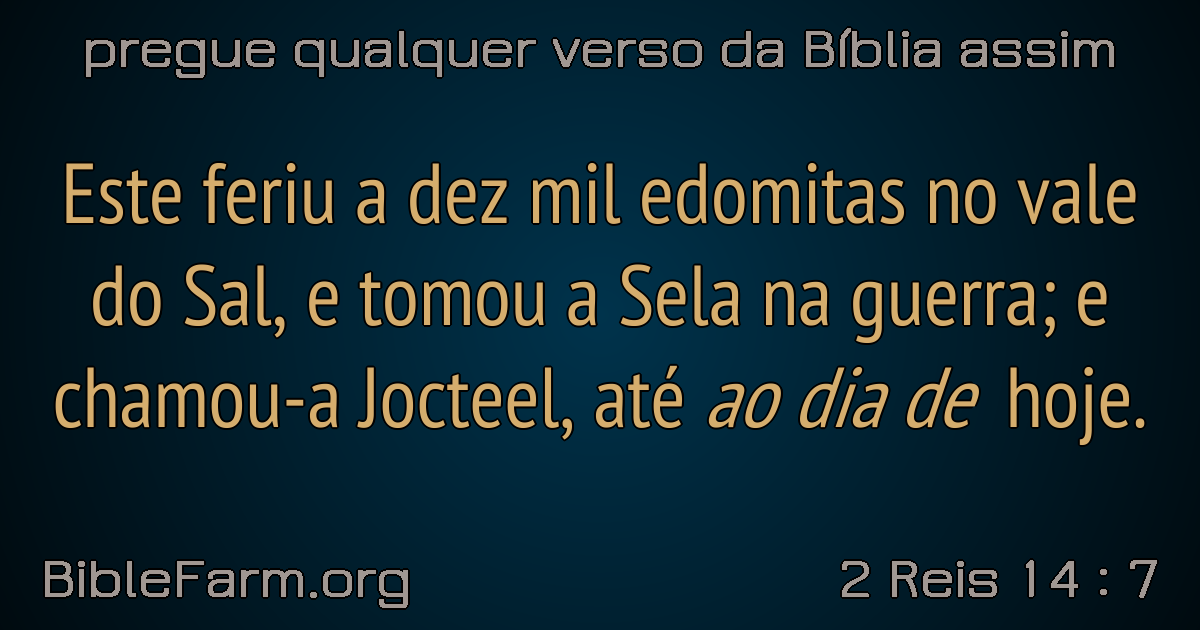 pregue qualquer verso da Bíblia assim
Este feriu a dez mil edomitas no vale
do Sal, e tomou a Sela na guerra; e
chamou-a Jocteel, até ao dia de hoje.
BibleFarm.org
2 Reis 14 : 7